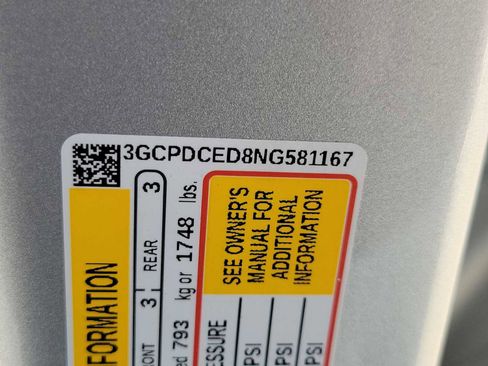 3GCPDCED8NG581167
FORMATION
ONT 3 REAR 3
ed 793 kg or 1748 lbs.
SEE OWNER'S
MANUAL FOR
ADDITIONAL
INFORMATION
ESSURE
PSI
PSI
PSI